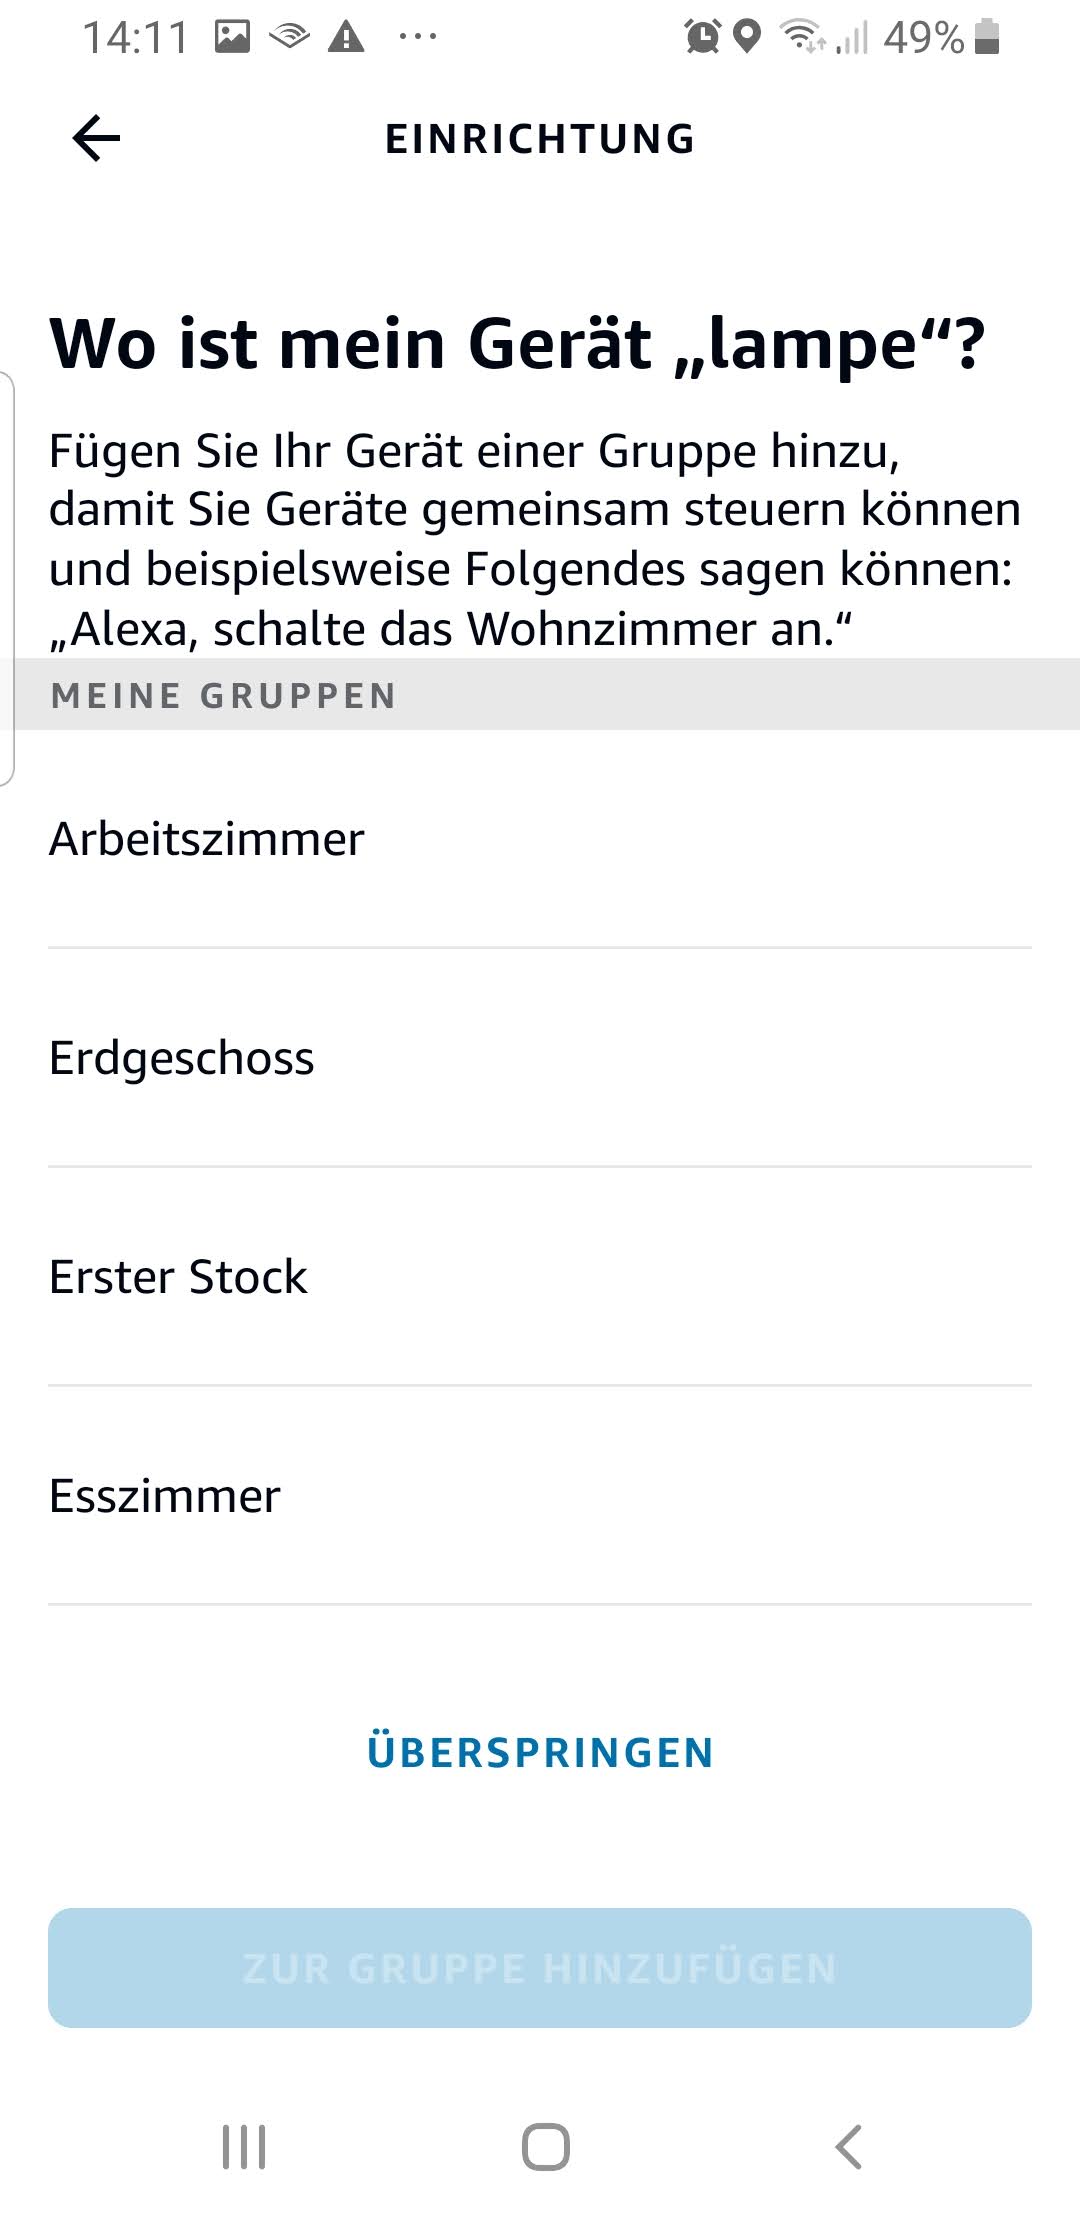 14:11
49%
EINRICHTUNG
Wo ist mein Gerät „lampe“?
Fügen Sie Ihr Gerät einer Gruppe hinzu,
damit Sie Geräte gemeinsam steuern können
und beispielsweise Folgendes sagen können:
„Alexa, schalte das Wohnzimmer an.“
MEINE GRUPPEN
Arbeitszimmer
Erdgeschoss
Erster Stock
Esszimmer
ÜBERSPRINGEN
ZUR GRUPPE HINZUFÜGEN